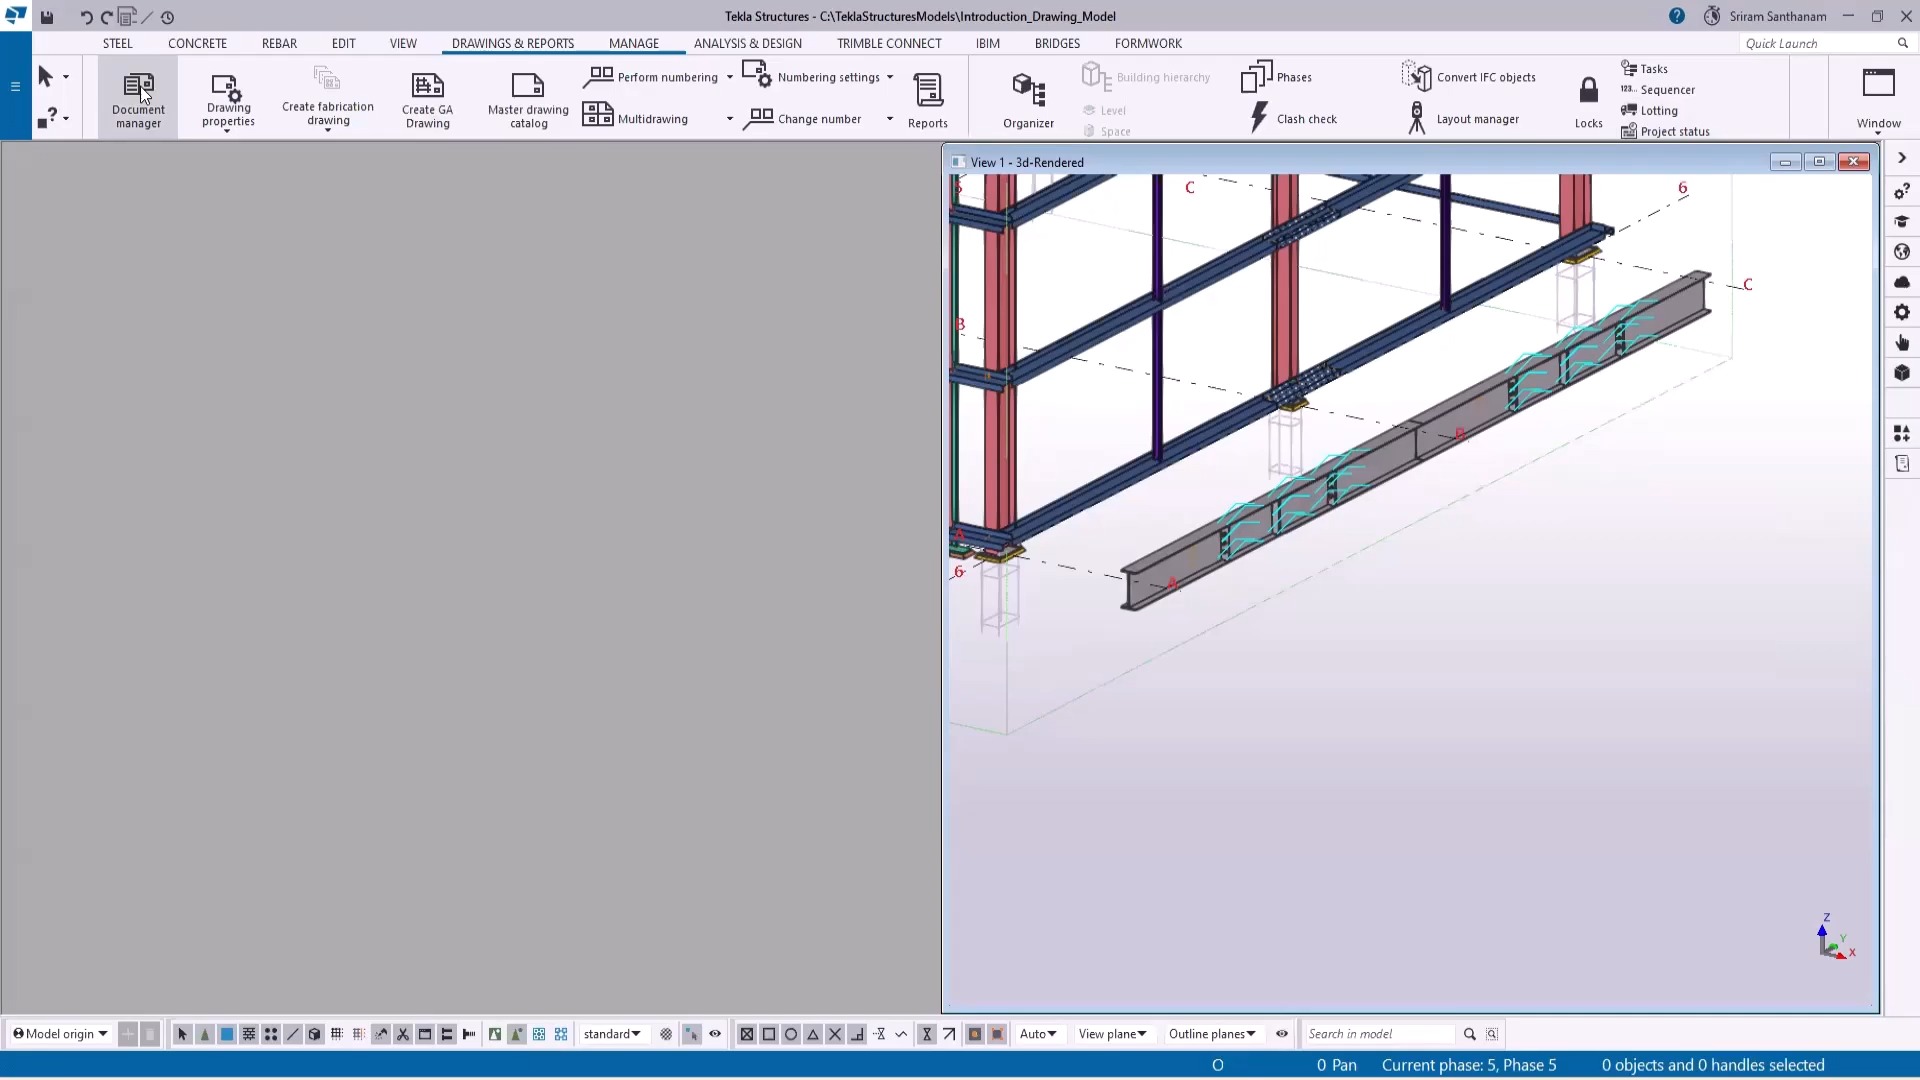 Tekla Structures - C:\TeklaStructuresModels\Introduction_Drawing_Model
Sriram Santhanam
STEEL CONCRETE REBAR EDIT VIEW DRAWINGS & REPORTS MANAGE ANALYSIS & DESIGN TRIMBLE CONNECT IBIM BRIDGES FORMWORK
Quick Launch
Document manager
Drawing properties
Create fabrication drawing
Create GA Drawing
Master drawing catalog
Perform numbering
Multidrawing
Numbering settings
Change number
Reports
Organizer
Building hierarchy
Level
Space
Phases
Clash check
Convert IFC objects
Layout manager
Locks
Tasks
Sequencer
Lotting
Project status
Window
View 1 - 3d-Rendered
5
C
6
C
B
B
A
6
A
Z
Y
X
Model origin
standard
Auto
View plane
Outline planes
Search in model
O
0 Pan
Current phase: 5, Phase 5
0 objects and 0 handles selected